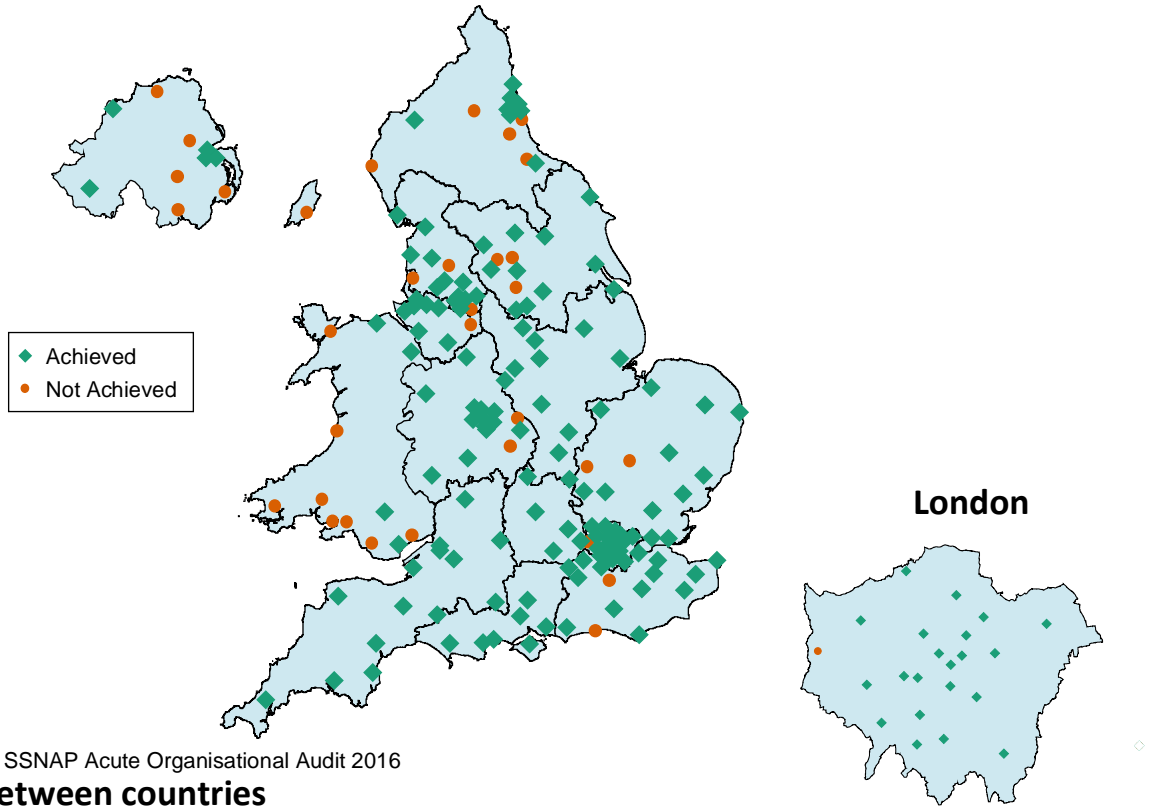 Achieved
Not Achieved
London
SSNAP Acute Organisational Audit 2016
etween countries